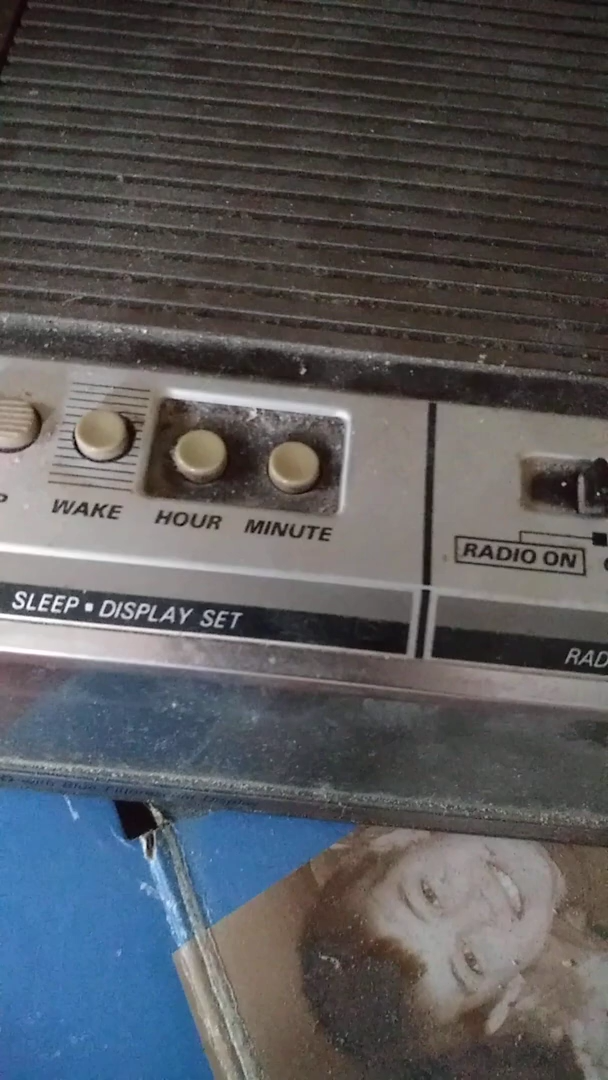 WAKE HOUR MINUTE
RADIO ON
SLEEP ▪ DISPLAY SET